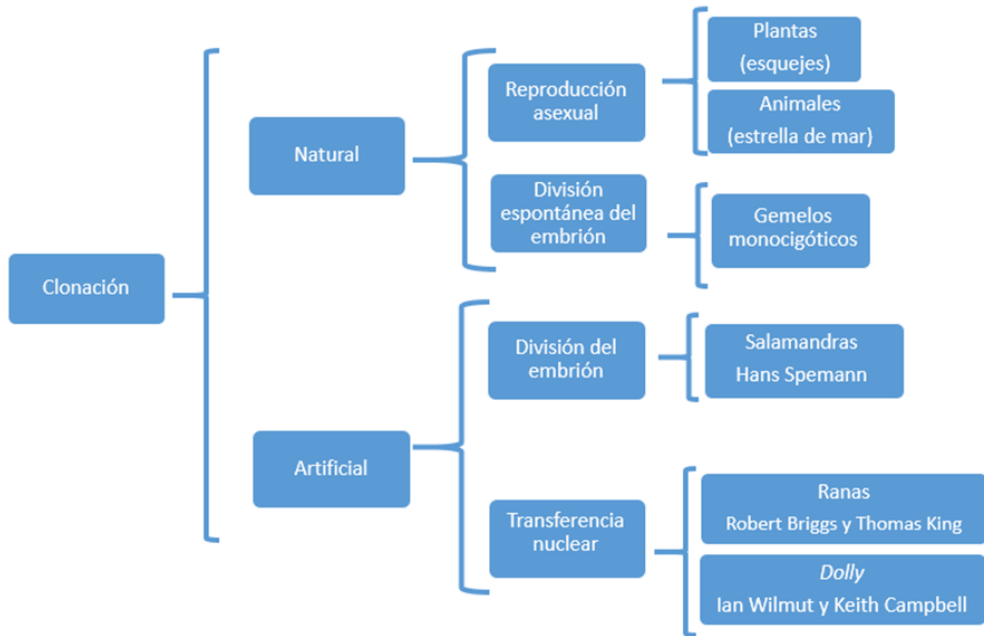 Clonación
Natural
Reproducción
asexual
Plantas
(esquejes)
Animales
(estrella de mar)
División
espontánea del
embrión
Gemelos
monocigóticos
Artificial
División del
embrión
Salamandras
Hans Spemann
Transferencia
nuclear
Ranas
Robert Briggs y Thomas King
Dolly
Ian Wilmut y Keith Campbell